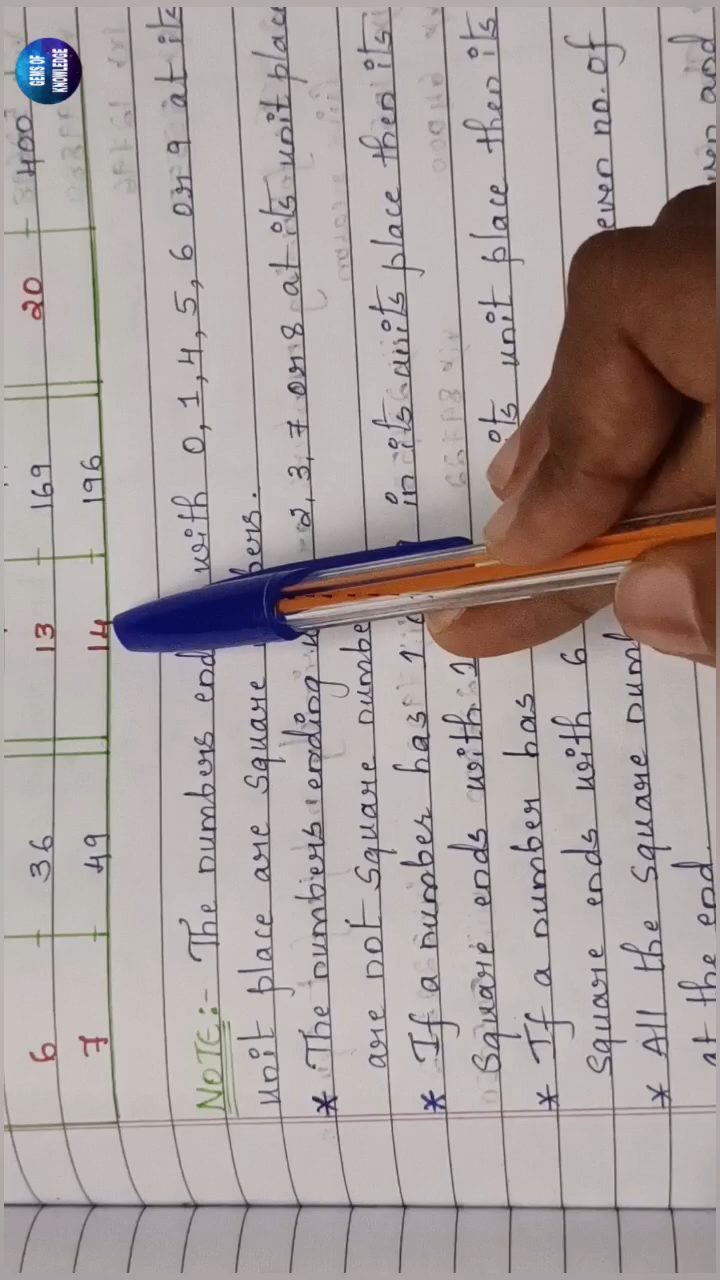 GEMS OF
KNOWLEDGE
6 36 13 169 20 400
7 49 14 196
NOTE:- The numbers end with 0, 1, 4, 5, 6 or 9 at its
unit place are square bers.
* The numbers ending 2, 3, 7 or 8 at its unit place
are not square numbe
* If a number has 1 in its units place then its
square ends with 1
* If a number has its unit place then its
square ends with 6
* All the square num even no. of
at the end. and